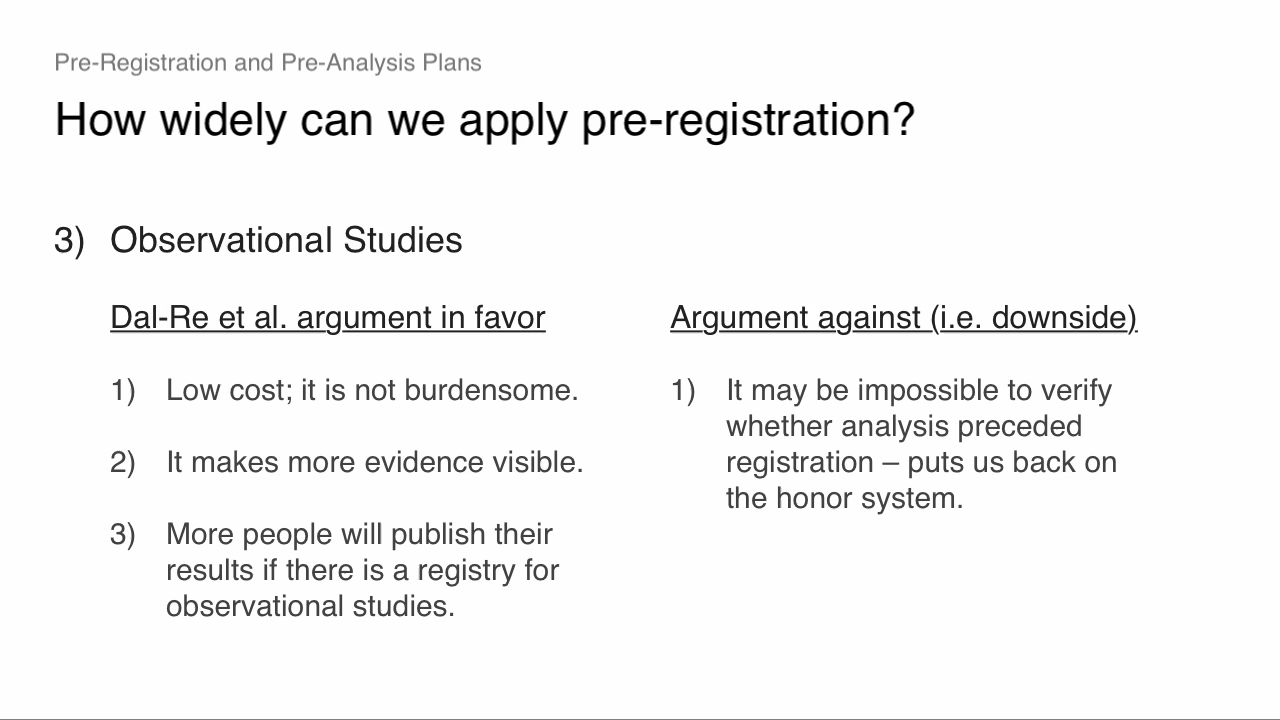 Pre-Registration and Pre-Analysis Plans
How widely can we apply pre-registration?
3) Observational Studies
Dal-Re et al. argument in favor
1) Low cost; it is not burdensome.
2) It makes more evidence visible.
3) More people will publish their
results if there is a registry for
observational studies.
Argument against (i.e. downside)
1) It may be impossible to verify
whether analysis preceded
registration – puts us back on
the honor system.